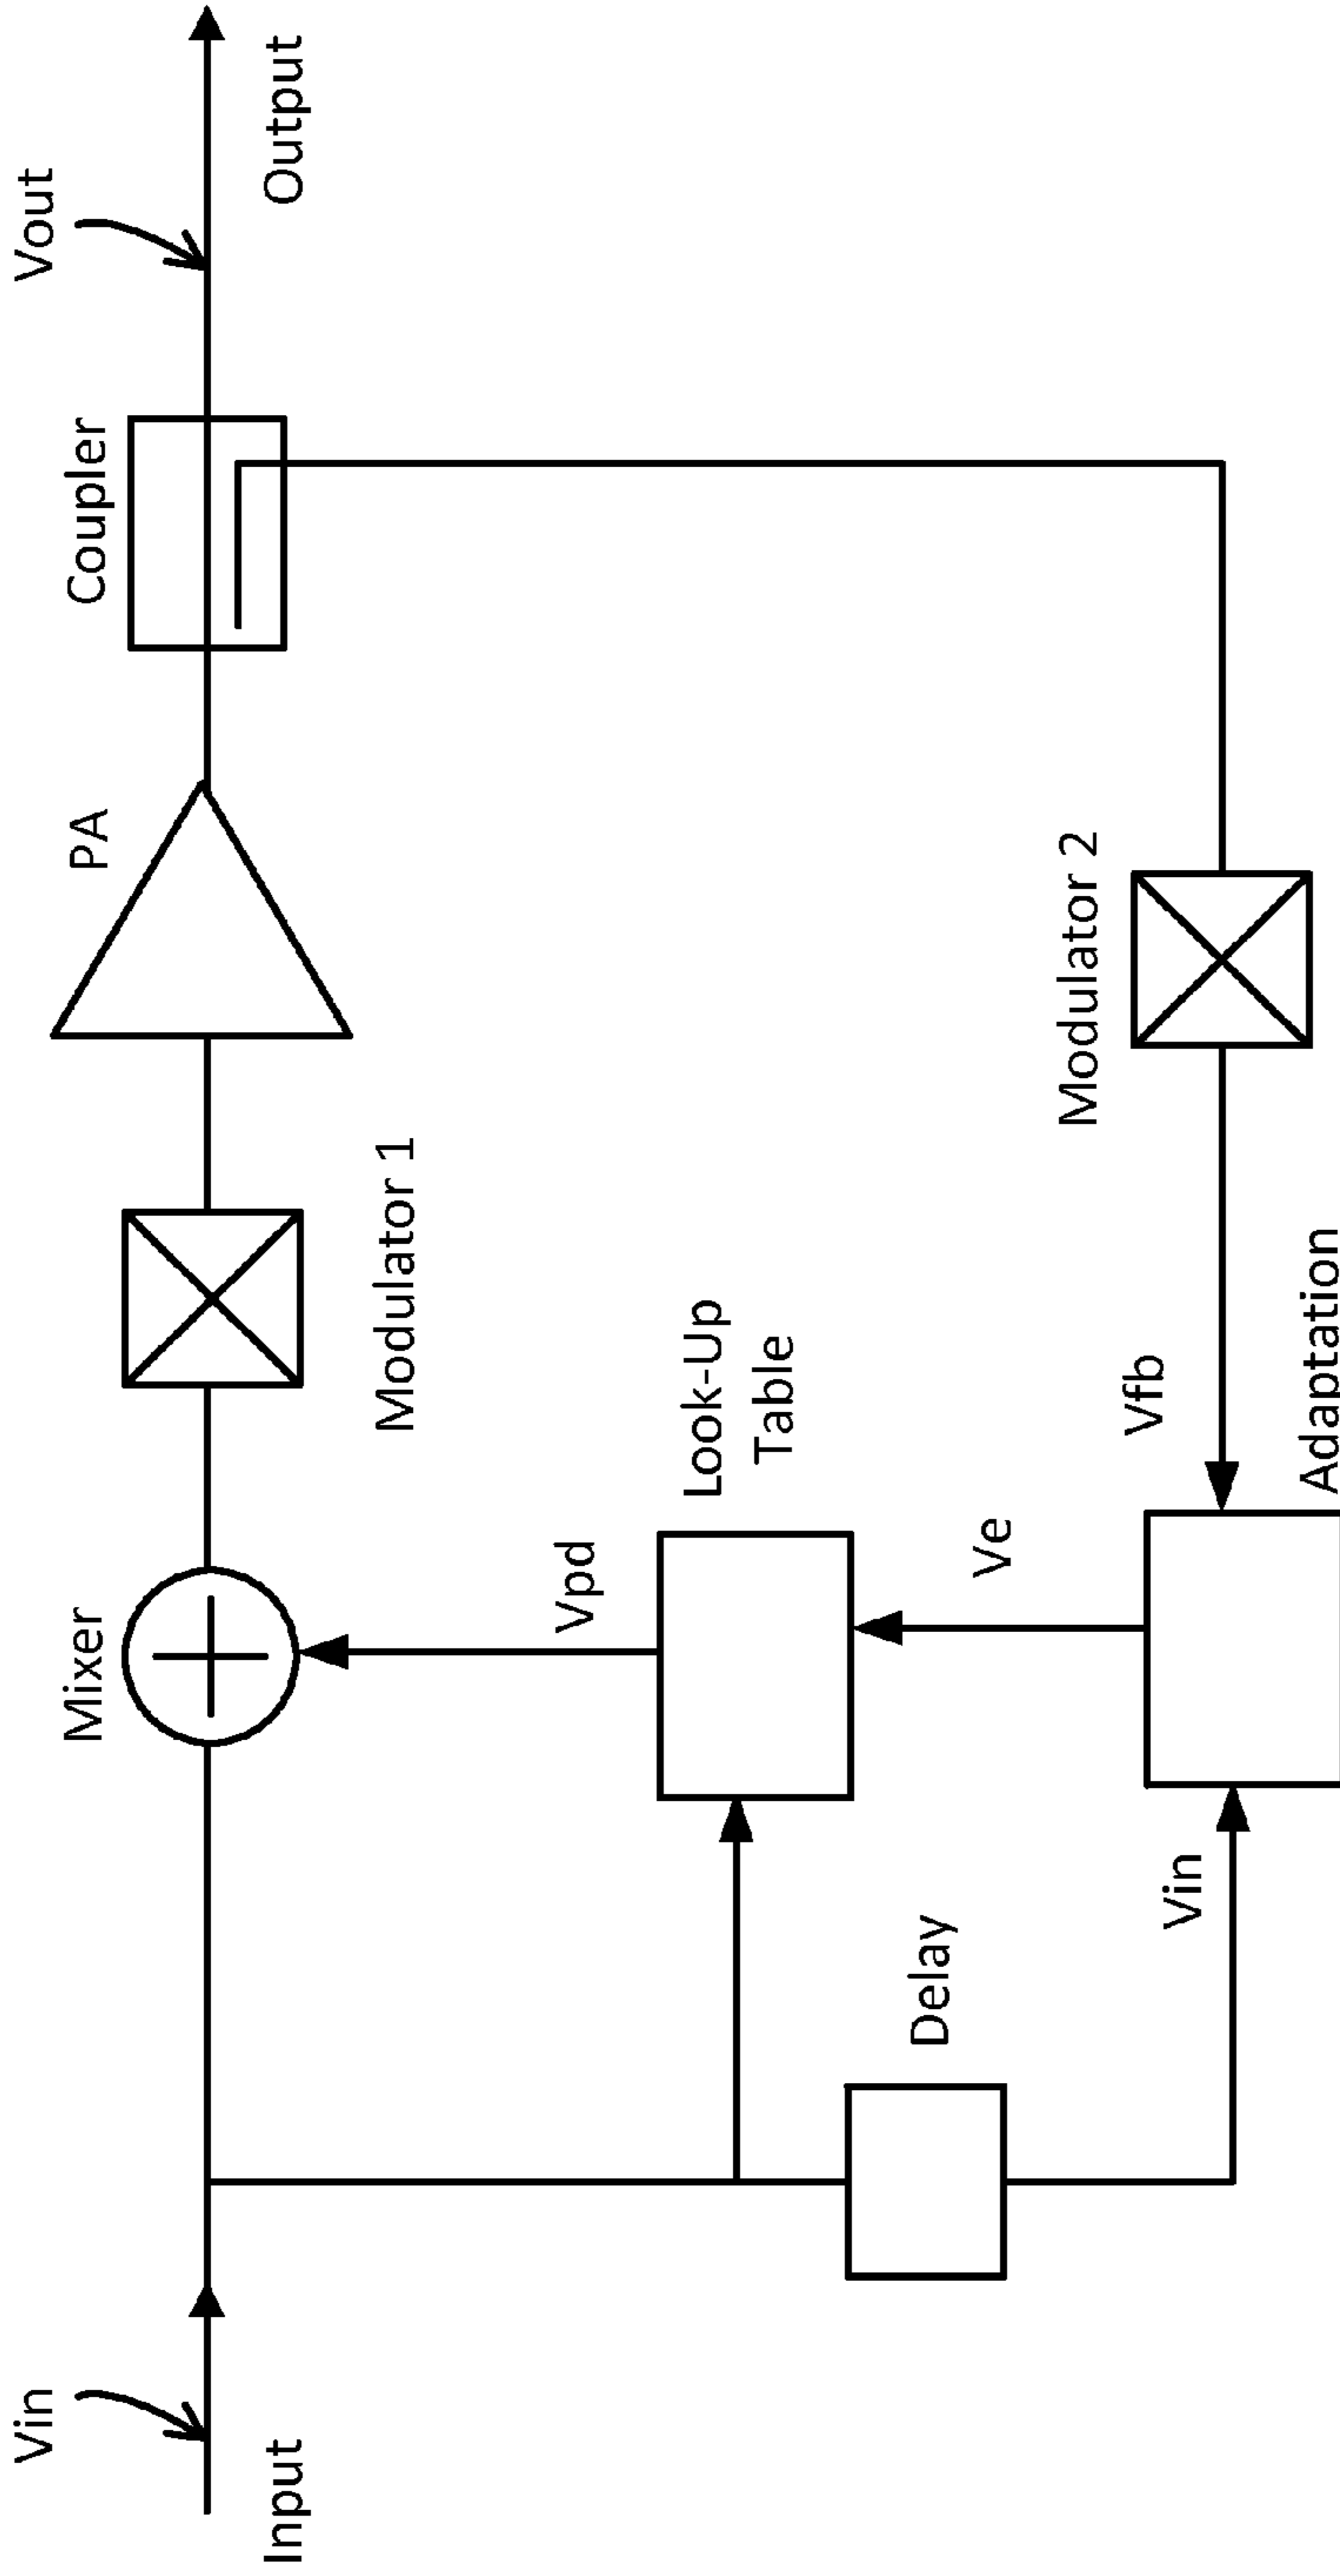 Vin
Input
Mixer
Modulator 1
PA
Coupler
Vout
Output
Vpd
Look-Up
Table
Delay
Ve
Vin
Vfb
Modulator 2
Adaptation